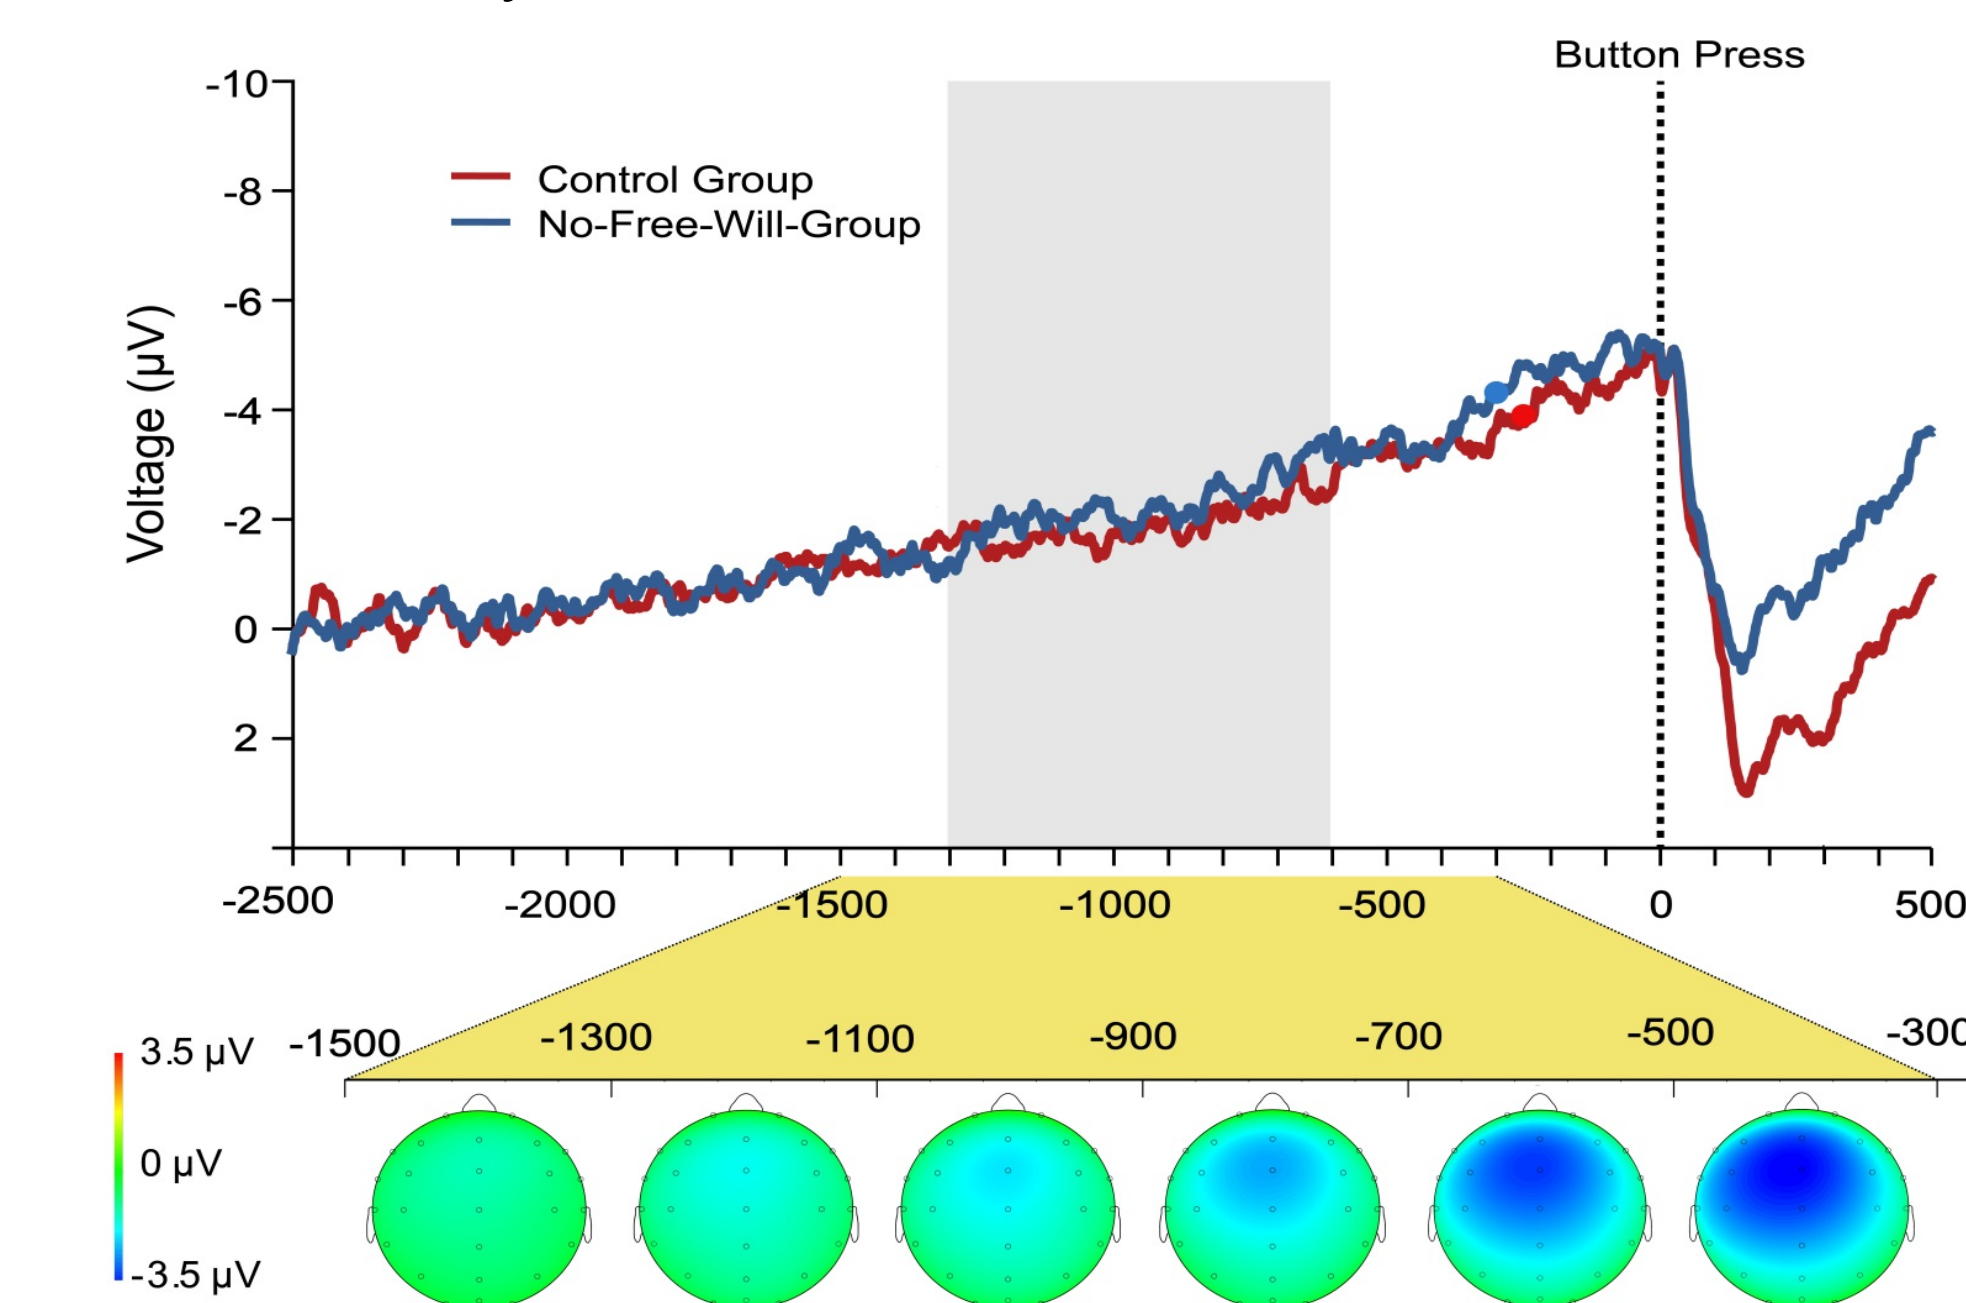 Button Press
-10
-8
-6
-4
-2
0
2
Voltage (µV)
Control Group
No-Free-Will-Group
-2500 -2000 -1500 -1000 -500 0 500
-1500 -1300 -1100 -900 -700 -500 -300
3.5 µV
0 µV
-3.5 µV